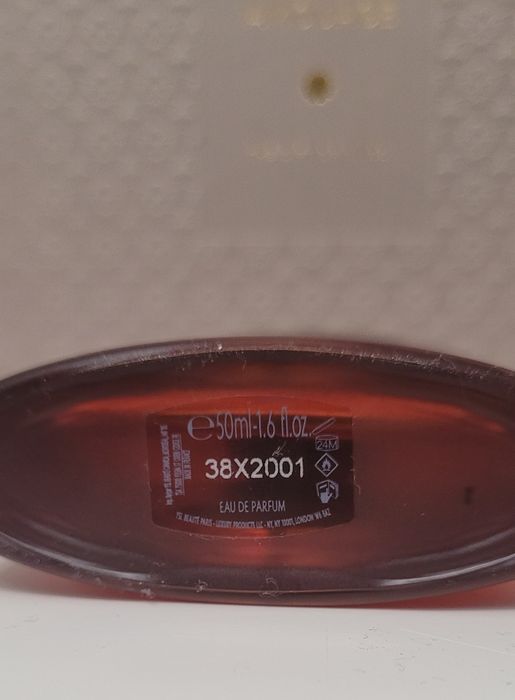 ℮50ml-1.6 fl.oz.
24M
38X2001
EAU DE PARFUM
YSL BEAUTÉ PARIS - LUXURY PRODUCTS LLC - NY, NY 10001, LONDON W6 8AZ